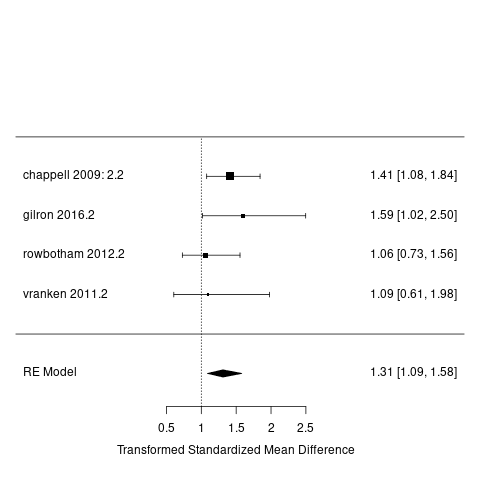 chappell 2009: 2.2 1.41 [1.08, 1.84]
gilron 2016.2 1.59 [1.02, 2.50]
rowbotham 2012.2 1.06 [0.73, 1.56]
vranken 2011.2 1.09 [0.61, 1.98]
RE Model 1.31 [1.09, 1.58]
0.5 1 1.5 2 2.5
Transformed Standardized Mean Difference